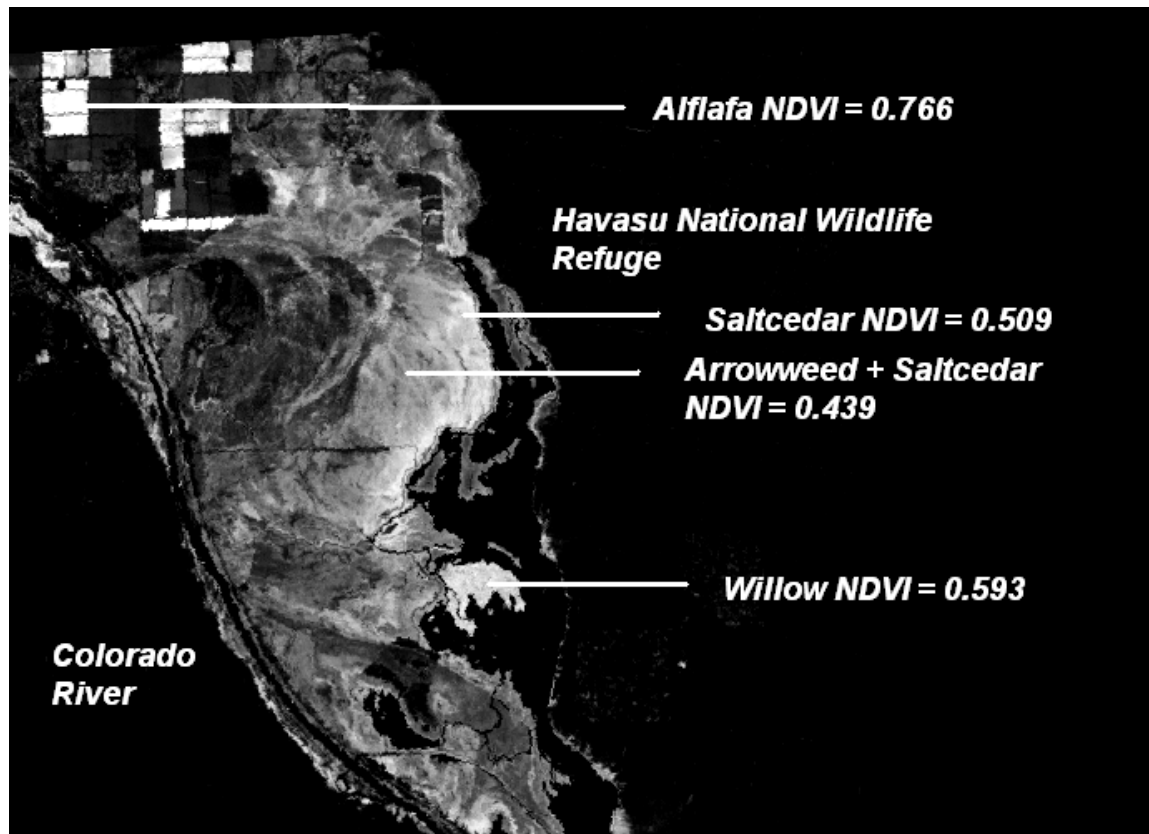 Alflafa NDVI = 0.766
Havasu National Wildlife
Refuge
Saltcedar NDVI = 0.509
Arrowweed + Saltcedar
NDVI = 0.439
Willow NDVI = 0.593
Colorado
River